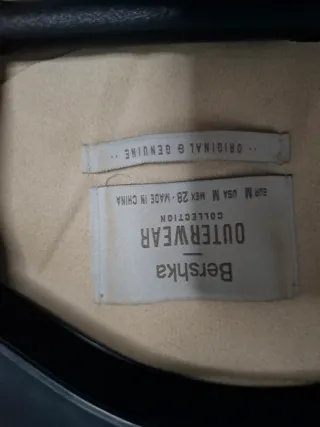 Bershka
OUTERWEAR
COLLECTION
EUR M USA M MEX 28 - MADE IN CHINA
·· ORIGINAL & GENUINE ··